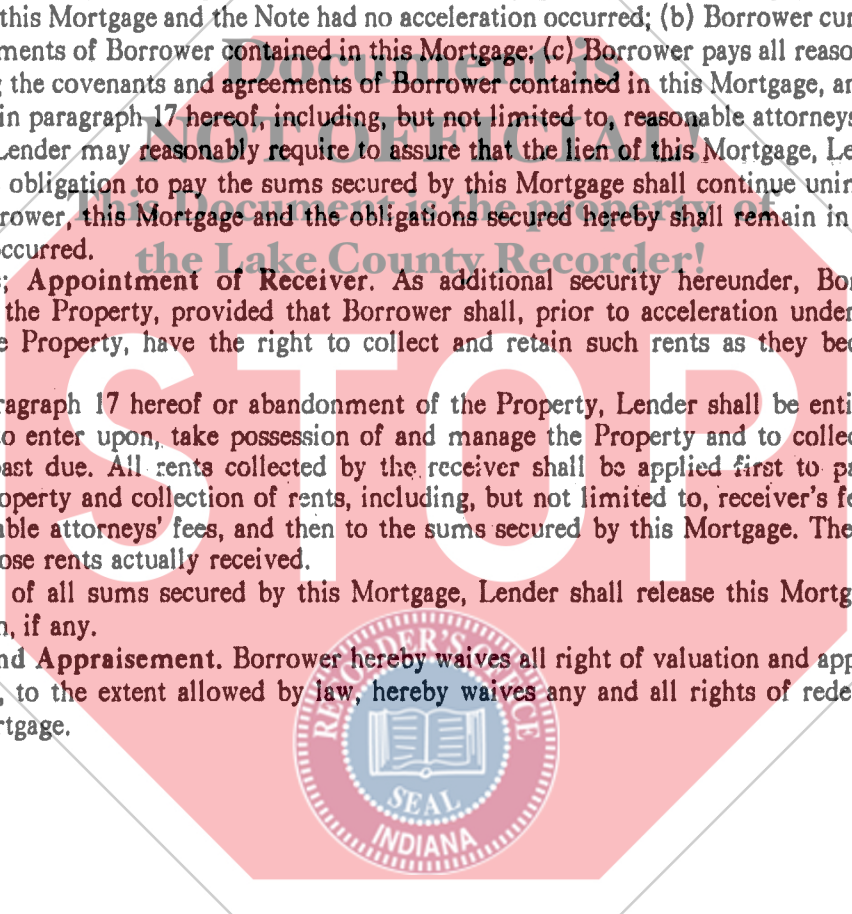 this Mortgage and the Note had no acceleration occurred; (b) Borrower cur
ments of Borrower contained in this Mortgage; (c) Borrower pays all reaso
g the covenants and agreements of Borrower contained in this Mortgage, an
in paragraph 17 hereof, including, but not limited to, reasonable attorneys
Lender may reasonably require to assure that the lien of this Mortgage, Le
obligation to pay the sums secured by this Mortgage shall continue unim
rower, this Mortgage and the obligations secured hereby shall remain in
occurred.
; Appointment of Receiver. As additional security hereunder, Bo
the Property, provided that Borrower shall, prior to acceleration under
e Property, have the right to collect and retain such rents as they bec
ragraph 17 hereof or abandonment of the Property, Lender shall be enti
o enter upon, take possession of and manage the Property and to collec
ast due. All rents collected by the receiver shall be applied first to pa
operty and collection of rents, including, but not limited to, receiver's fe
ble attorneys' fees, and then to the sums secured by this Mortgage. The
ose rents actually received.
of all sums secured by this Mortgage, Lender shall release this Mortg
n, if any.
nd Appraisement. Borrower hereby waives all right of valuation and app
, to the extent allowed by law, hereby waives any and all rights of rede
rtgage.
Document is
NOT OFFICIAL!
This Document is the property of
the Lake County Recorder!
STOP
RECORDER'S OFFICE
SEAL
INDIANA